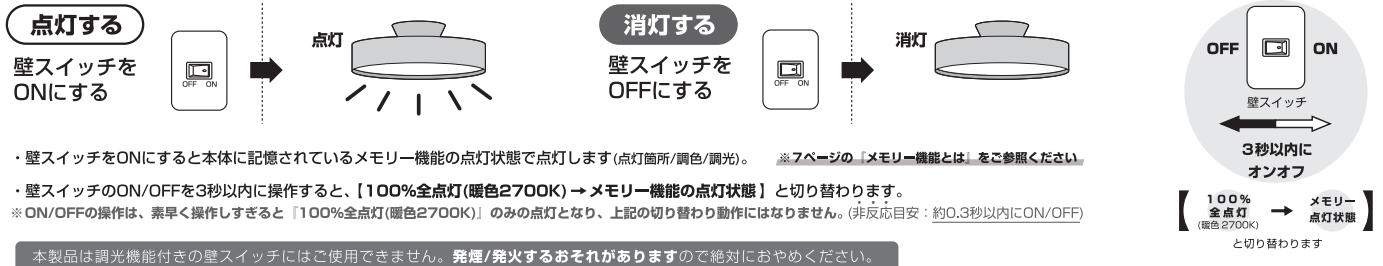 点灯する
壁スイッチを
ONにする
OFF ON
点灯
消灯する
壁スイッチを
OFFにする
OFF ON
消灯
・壁スイッチをONにすると本体に記憶されているメモリー機能の点灯状態で点灯します(点灯箇所/調色/調光)。 ※7ページの『メモリー機能とは』をご参照ください
・壁スイッチのON/OFFを3秒以内に操作すると、【100%全点灯(暖色2700K)→メモリー機能の点灯状態】と切り替わります。
※ON/OFFの操作は、素早く操作しすぎると『100%全点灯(暖色2700K)』のみの点灯となり、上記の切り替わり動作にはなりません。(非反応目安：約0.3秒以内にON/OFF)
本製品は調光機能付きの壁スイッチにはご使用できません。発煙/発火するおそれがありますので絶対におやめください。
OFF ON
壁スイッチ
3秒以内に
オンオフ
【100%全点灯(暖色2700K)→メモリー点灯状態】
と切り替わります